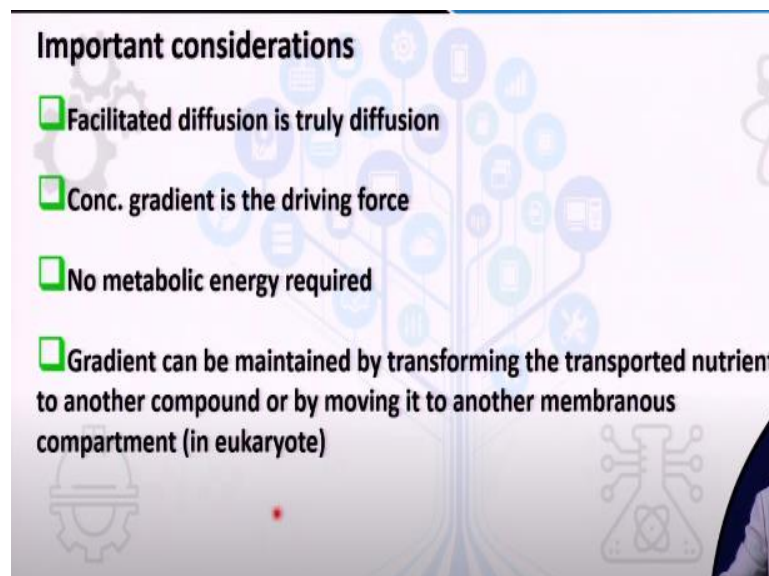 Important considerations
Facilitated diffusion is truly diffusion
Conc. gradient is the driving force
No metabolic energy required
Gradient can be maintained by transforming the transported nutrient
to another compound or by moving it to another membranous
compartment (in eukaryote)